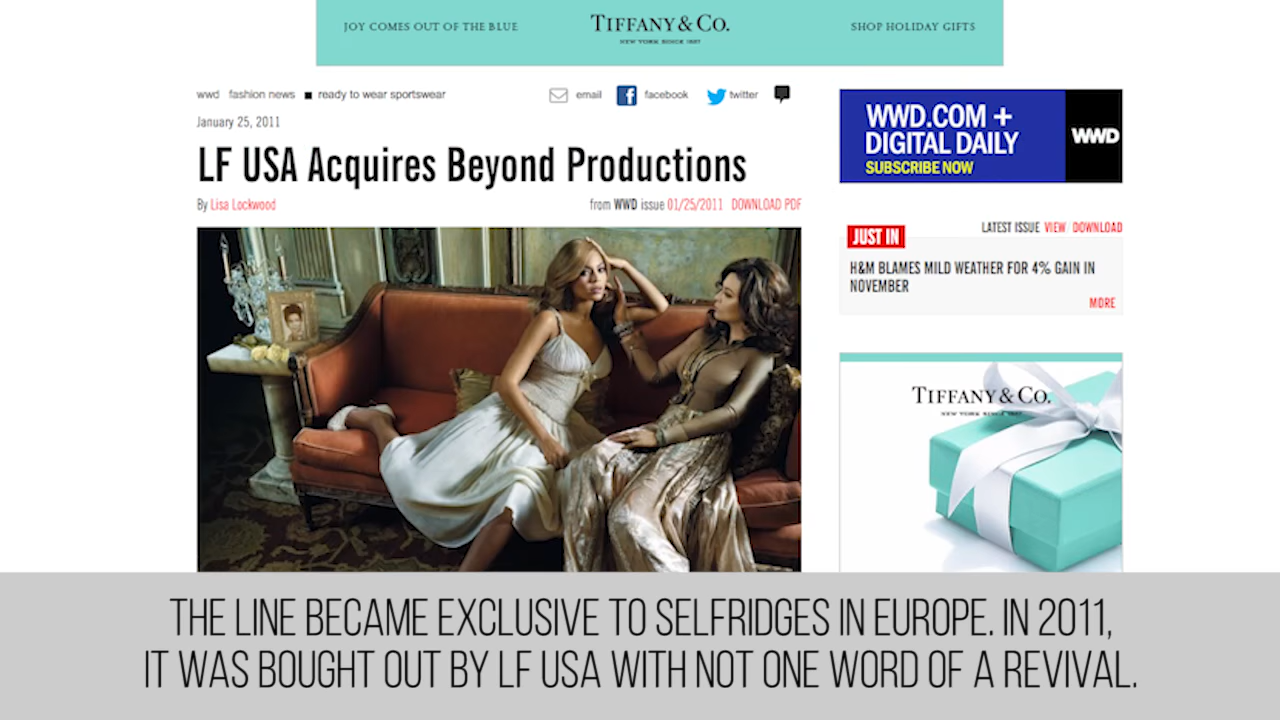 JOY COMES OUT OF THE BLUE
TIFFANY & CO.
NEW YORK SINCE 1837
SHOP HOLIDAY GIFTS
wwd fashion news ■ ready to wear sportswear
email facebook twitter
January 25, 2011
LF USA Acquires Beyond Productions
By Lisa Lockwood
from WWD issue 01/25/2011 DOWNLOAD PDF
WWD.COM +
DIGITAL DAILY
SUBSCRIBE NOW
WWD
LATEST ISSUE VIEW DOWNLOAD
JUST IN
H&M BLAMES MILD WEATHER FOR 4% GAIN IN
NOVEMBER
MORE
TIFFANY & CO.
NEW YORK SINCE 1837
THE LINE BECAME EXCLUSIVE TO SELFRIDGES IN EUROPE. IN 2011,
IT WAS BOUGHT OUT BY LF USA WITH NOT ONE WORD OF A REVIVAL.